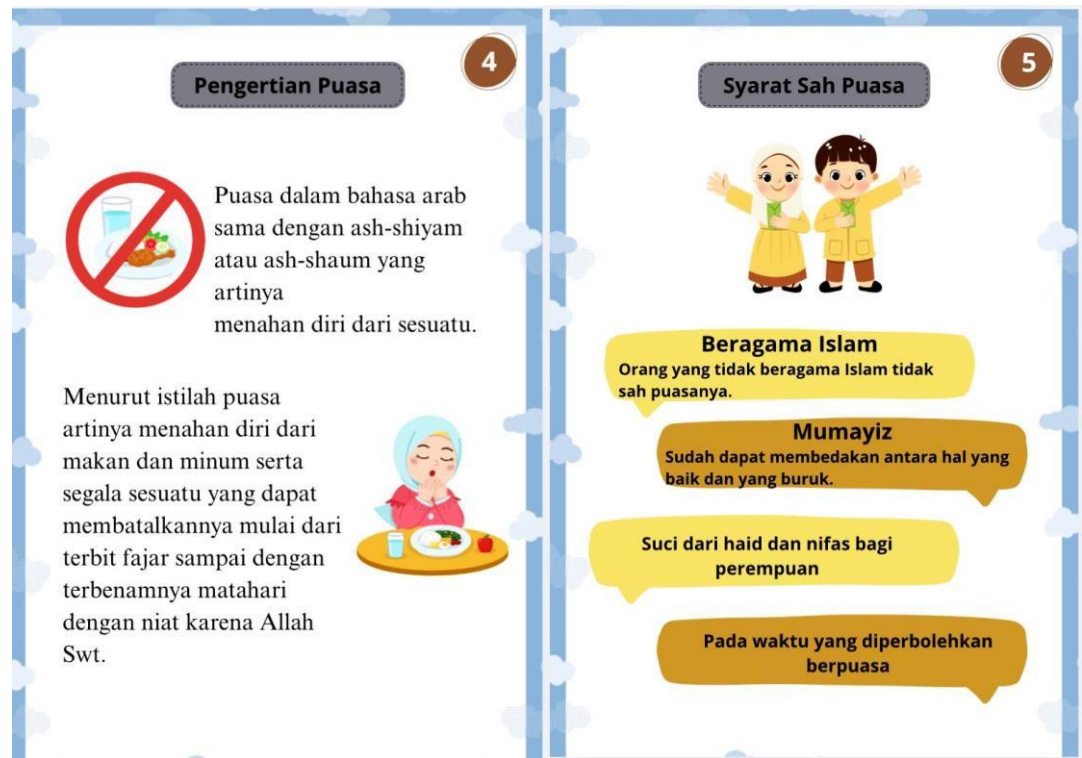 4
Pengertian Puasa
Puasa dalam bahasa arab
sama dengan ash-shiyam
atau ash-shaum yang
artinya
menahan diri dari sesuatu.
Menurut istilah puasa
artinya menahan diri dari
makan dan minum serta
segala sesuatu yang dapat
membatalkannya mulai dari
terbit fajar sampai dengan
terbenamnya matahari
dengan niat karena Allah
Swt.
5
Syarat Sah Puasa
Beragama Islam
Orang yang tidak beragama Islam tidak
sah puasanya.
Mumayiz
Sudah dapat membedakan antara hal yang
baik dan yang buruk.
Suci dari haid dan nifas bagi
perempuan
Pada waktu yang diperbolehkan
berpuasa